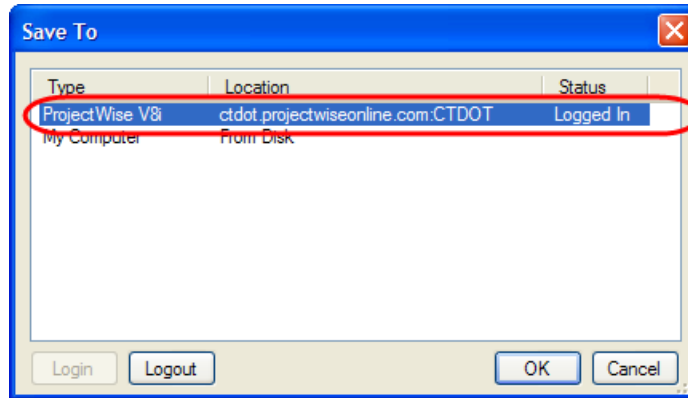 Save To
Type Location Status
ProjectWise V8i ctdot.projectwiseonline.com:CTDOT Logged In
My Computer From Disk
Login Logout OK Cancel